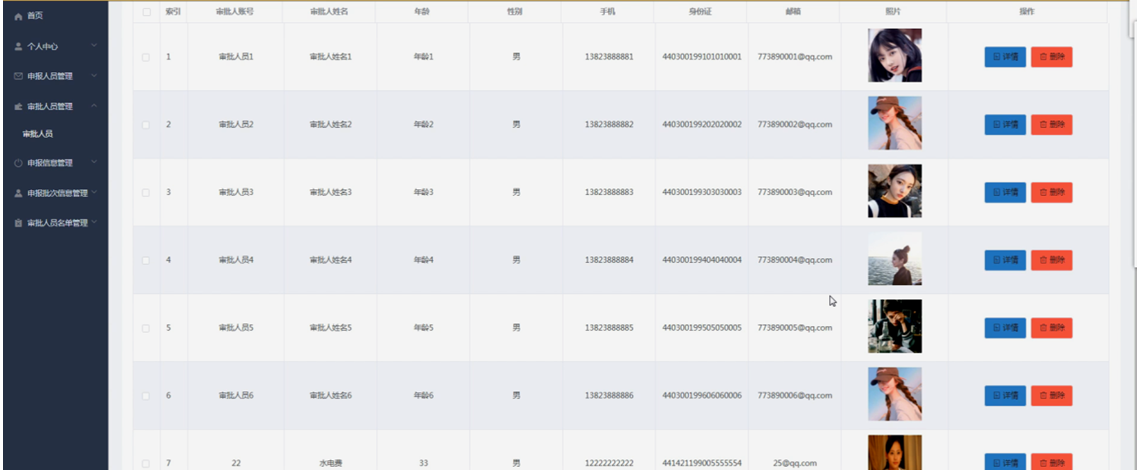 首页
个人中心
申报人员管理
审批人员管理
审批人员
申报信息管理
申报批次信息管理
审批人员名单管理
索引 审批人账号 审批人姓名 年龄 性别 手机 身份证 邮箱 照片 操作
1 审批人员1 审批人姓名1 年龄1 男 13823888881 440300199101010001 773890001@qq.com 详情 删除
2 审批人员2 审批人姓名2 年龄2 男 13823888882 440300199202020002 773890002@qq.com 详情 删除
3 审批人员3 审批人姓名3 年龄3 男 13823888883 440300199303030003 773890003@qq.com 详情 删除
4 审批人员4 审批人姓名4 年龄4 男 13823888884 440300199404040004 773890004@qq.com 详情 删除
5 审批人员5 审批人姓名5 年龄5 男 13823888885 440300199505050005 773890005@qq.com 详情 删除
6 审批人员6 审批人姓名6 年龄6 男 13823888886 440300199606060006 773890006@qq.com 详情 删除
7 22 水电费 33 男 12222222222 441421199005555554 25@qq.com 详情 删除